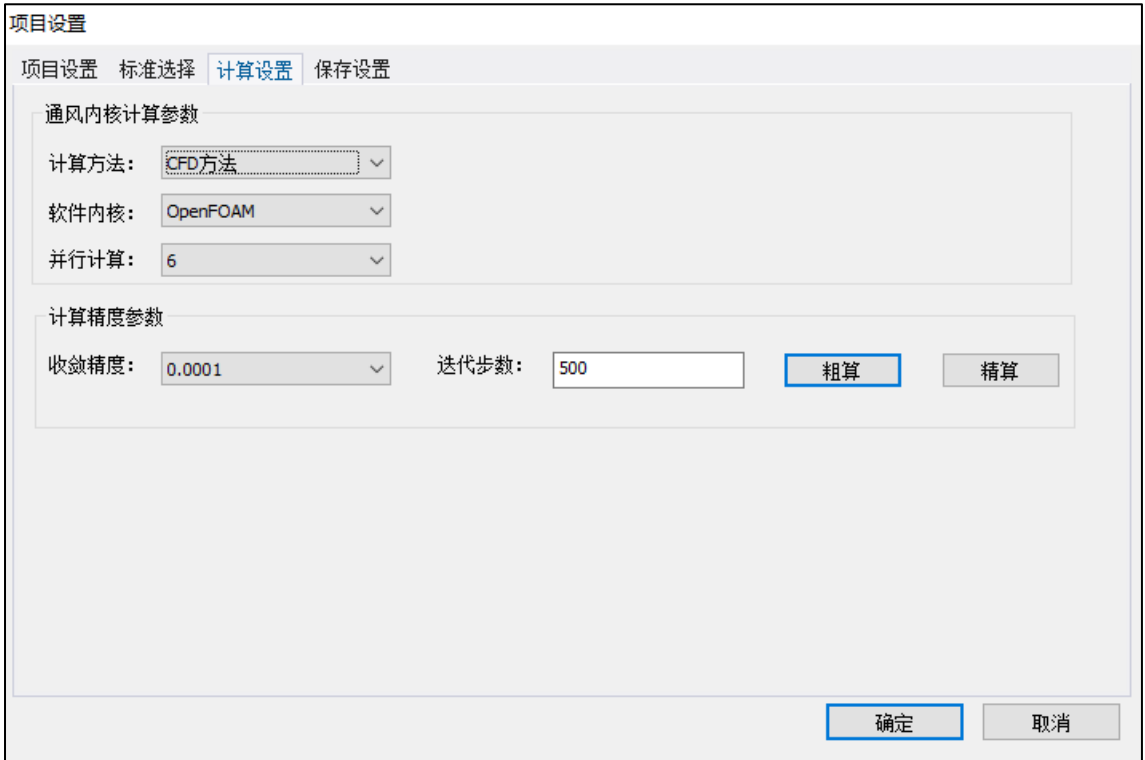 项目设置
项目设置 标准选择 计算设置 保存设置
通风内核计算参数
计算方法： CFD方法
软件内核： OpenFOAM
并行计算： 6
计算精度参数
收敛精度： 0.0001 迭代步数： 500 粗算 精算
确定 取消